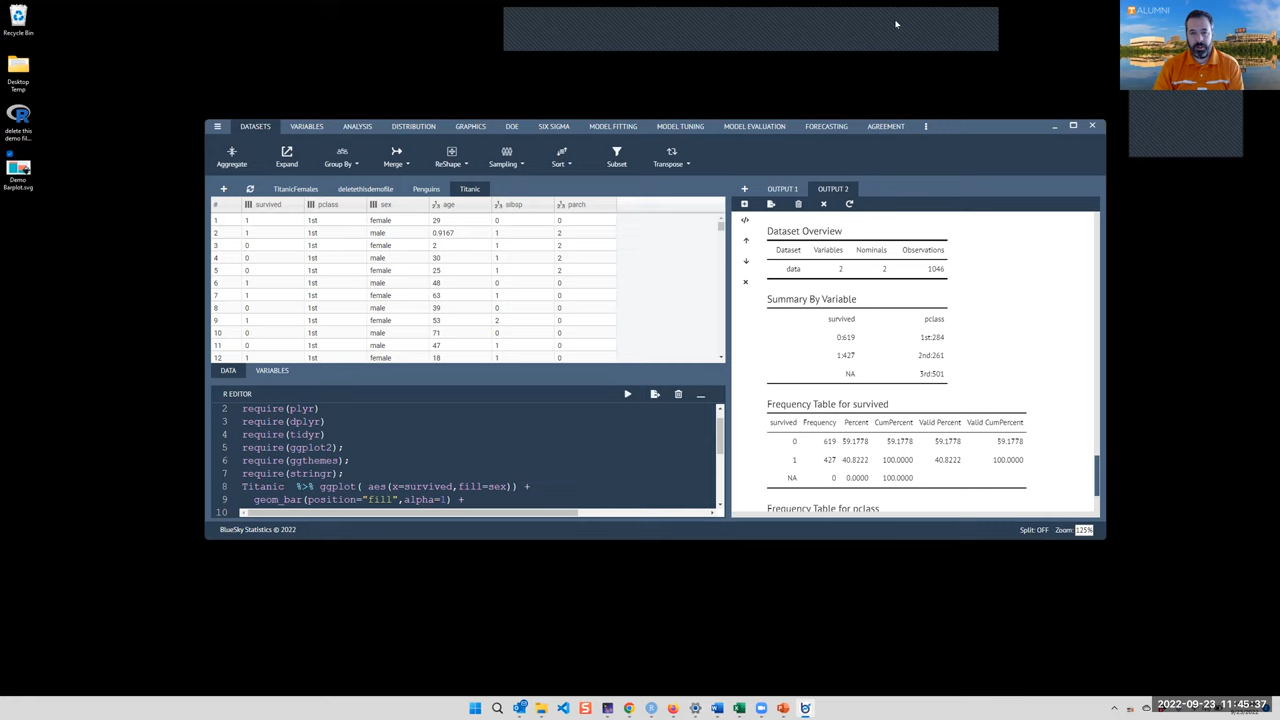 Recycle Bin
Desktop
Temp
delete this
demo fil...
Demo
Barplot.svg
ALUMNI
DATASETS VARIABLES ANALYSIS DISTRIBUTION GRAPHICS DOE SIX SIGMA MODEL FITTING MODEL TUNING MODEL EVALUATION FORECASTING AGREEMENT
Aggregate Expand Group By Merge ReShape Sampling Sort Subset Transpose
TitanicFemales deletethisdemofile Penguins Titanic
# survived pclass sex age sibsp parch
1 1 1st female 29 0 0
2 1 1st male 0.9167 1 2
3 0 1st female 2 1 2
4 0 1st male 30 1 2
5 0 1st female 25 1 2
6 1 1st male 48 0 0
7 1 1st female 63 1 0
8 0 1st male 39 0 0
9 1 1st female 53 2 0
10 0 1st male 71 0 0
11 0 1st male 47 1 0
12 1 1st female 18 1 0
DATA VARIABLES
R EDITOR
2 require(plyr)
3 require(dplyr)
4 require(tidyr)
5 require(ggplot2);
6 require(ggthemes);
7 require(stringr);
8 Titanic %>% ggplot( aes(x=survived,fill=sex)) +
9 geom_bar(position="fill",alpha=1) +
10
OUTPUT 1 OUTPUT 2
Dataset Overview
Dataset Variables Nominals Observations
data 2 2 1046
Summary By Variable
survived pclass
0:619 1st:284
1:427 2nd:261
NA 3rd:501
Frequency Table for survived
survived Frequency Percent CumPercent Valid Percent Valid CumPercent
0 619 59.1778 59.1778 59.1778 59.1778
1 427 40.8222 100.0000 40.8222 100.0000
NA 0 0.0000 100.0000
Frequency Table for pclass
BlueSky Statistics © 2022
Split: OFF Zoom: 125%
2022-09-23 11:45:37